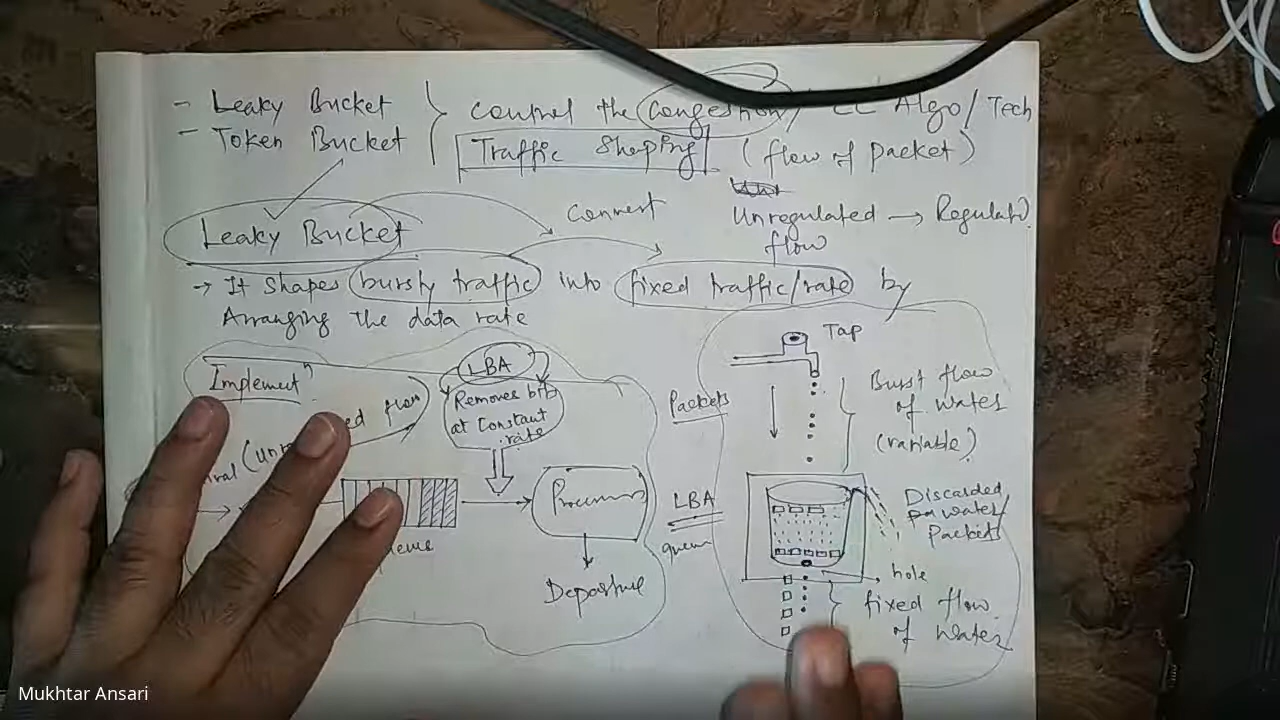 - Leaky Bucket
- Token Bucket
control the congestion/ CC Algo/Tech
Traffic Shaping (flow of packet)
Leaky Bucket
Convert
Unregulated → Regulated
flow
→ It shapes bursty traffic into fixed traffic/rate by
Arranging the data rate
Implement
LBA
Removes bits
at Constant
rate
flow
Processor
Departure
Tap
Packets
Burst flow
of water
(variable)
LBA
queue
Discarded
water/
Packets
hole
fixed flow
of water
Mukhtar Ansari